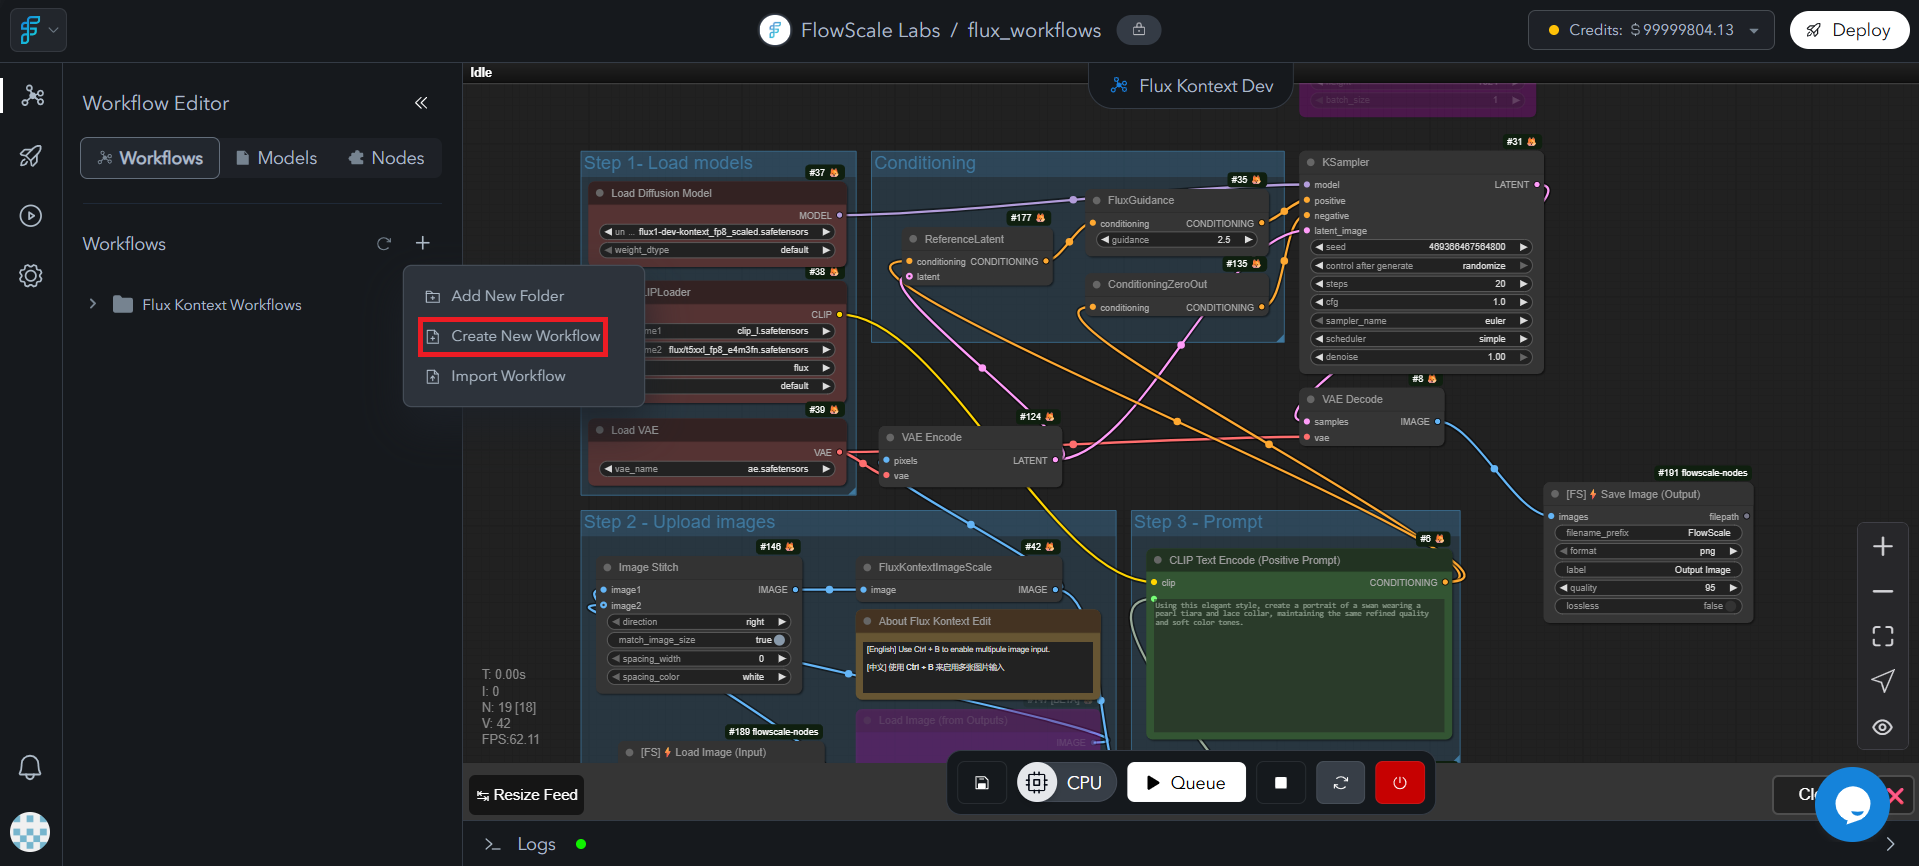 FlowScale Labs / flux_workflows
Credits: $ 99999804.13
Deploy
Workflow Editor
Workflows
Models
Nodes
Workflows
Flux Kontext Workflows
Add New Folder
Create New Workflow
Import Workflow
Idle
Flux Kontext Dev
batch_size 1
Step 1- Load models
#37
Load Diffusion Model
MODEL
un ... flux1-dev-kontext_fp8_scaled.safetensors
weight_dtype default
#38
IPLoader
CLIP
me1 clip_l.safetensors
me2 flux/t5xxl_fp8_e4m3fn.safetensors
flux
default
#39
Load VAE
VAE
vae_name ae.safetensors
Conditioning
#35
FluxGuidance
conditioning CONDITIONING
guidance 2.5
#177
ReferenceLatent
conditioning CONDITIONING
latent
#135
ConditioningZeroOut
conditioning CONDITIONING
#31
KSampler
model LATENT
positive
negative
latent_image
seed 469366467564800
control after generate randomize
steps 20
cfg 1.0
sampler_name euler
scheduler simple
denoise 1.00
#8
VAE Decode
samples IMAGE
vae
#124
VAE Encode
pixels LATENT
vae
#191 flowscale-nodes
[FS] Save Image (Output)
images filepath
filename_prefix FlowScale
format png
label Output Image
quality 95
lossless false
Step 2 - Upload images
#146
Image Stitch
image1 IMAGE
image2
direction right
match_image_size true
spacing_width 0
spacing_color white
#42
FluxKontextImageScale
image IMAGE
About Flux Kontext Edit
[English] Use Ctrl + B to enable multipule image input.
[中文] 使用 Ctrl + B 来启用多张图片输入
Load Image (from Outputs)
IMAGE
#189 flowscale-nodes
[FS] Load Image (Input)
Step 3 - Prompt
#6
CLIP Text Encode (Positive Prompt)
clip CONDITIONING
Using this elegant style, create a portrait of a swan wearing a
pearl tiara and lace collar, maintaining the same refined quality
and soft color tones.
T: 0.00s
I: 0
N: 19 [18]
V: 42
FPS:62.11
Resize Feed
CPU
Queue
Cl
Logs